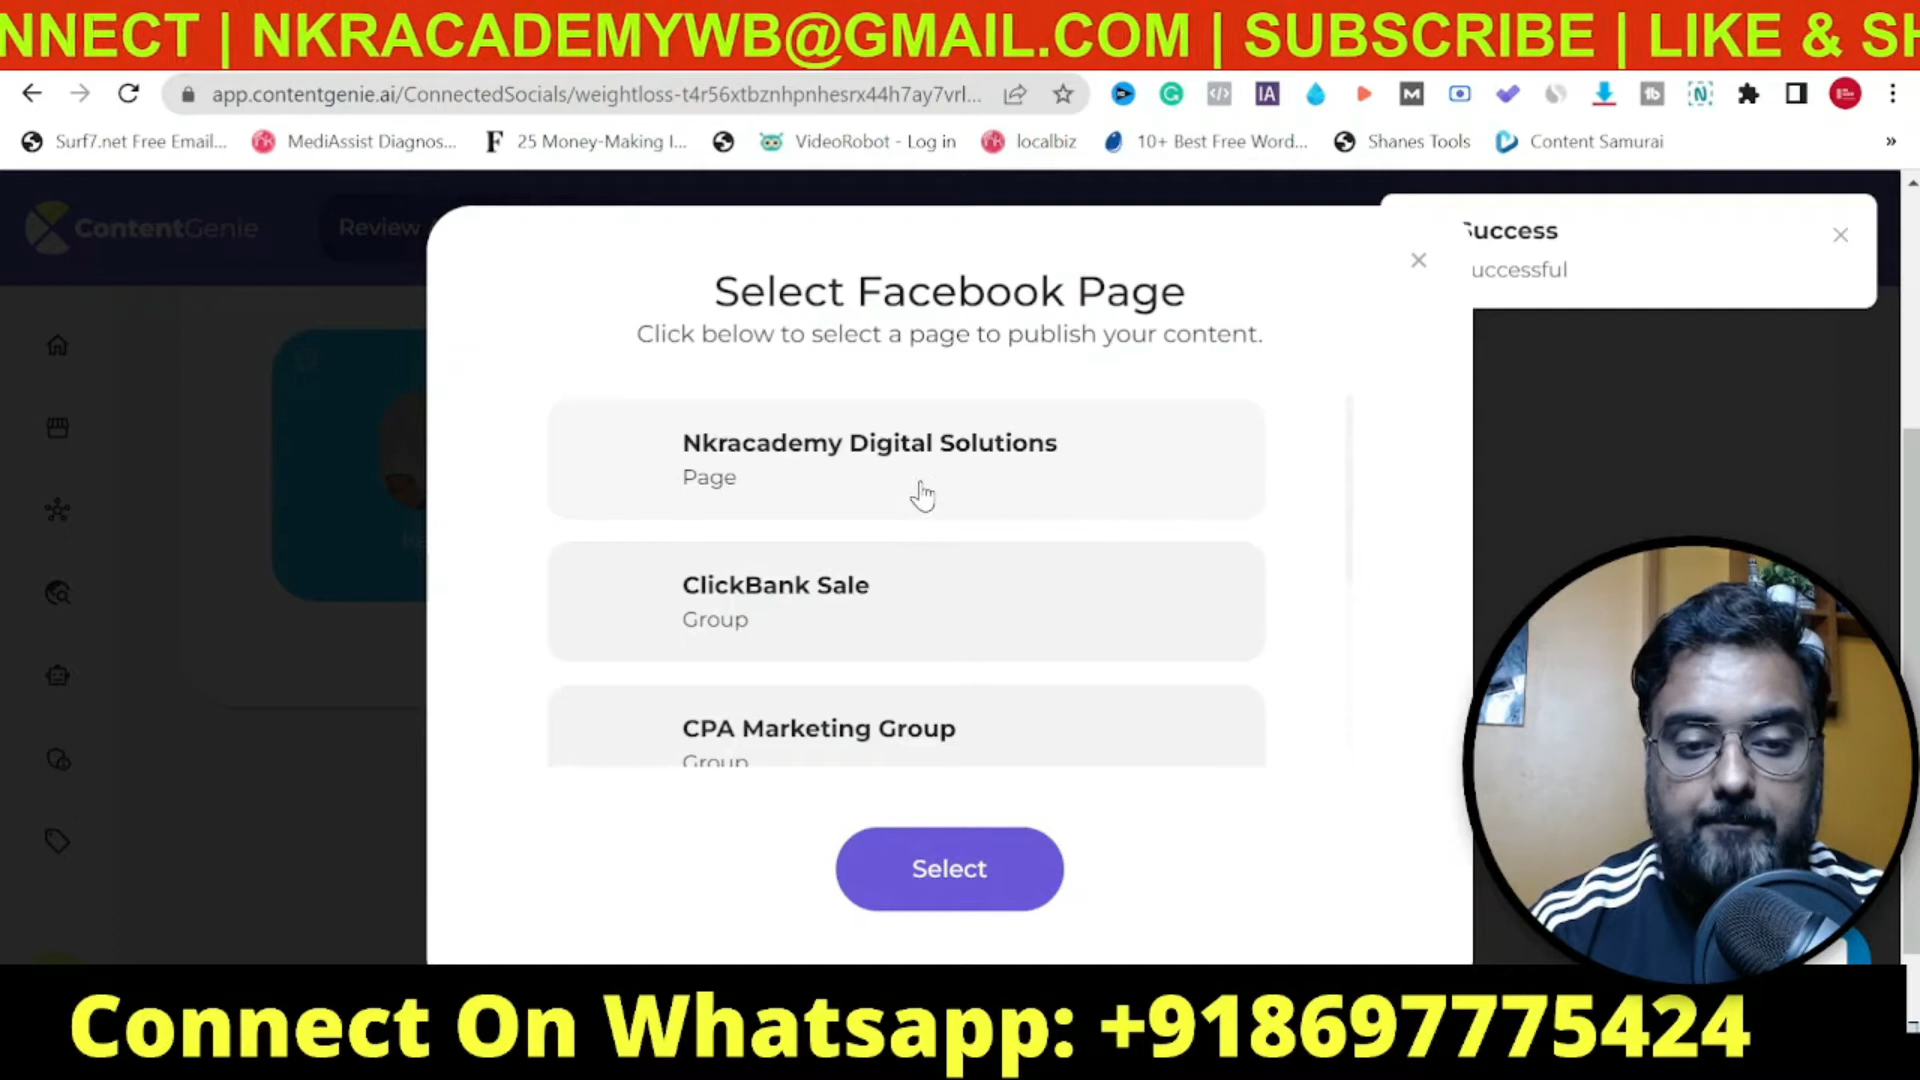 NNECT | NKRACADEMYWB@GMAIL.COM | SUBSCRIBE | LIKE & SH
app.contentgenie.ai/ConnectedSocials/weightloss-t4r56xtbznhpnhesrx44h7ay7vrl...
Surf7.net Free Email...
MediAssist Diagnos...
25 Money-Making I...
VideoRobot - Log in
localbiz
10+ Best Free Word...
Shanes Tools
Content Samurai
»
ContentGenie
Review
Success
uccessful
Select Facebook Page
Click below to select a page to publish your content.
Nkracademy Digital Solutions
Page
ClickBank Sale
Group
CPA Marketing Group
Group
Select
Connect On Whatsapp: +918697775424